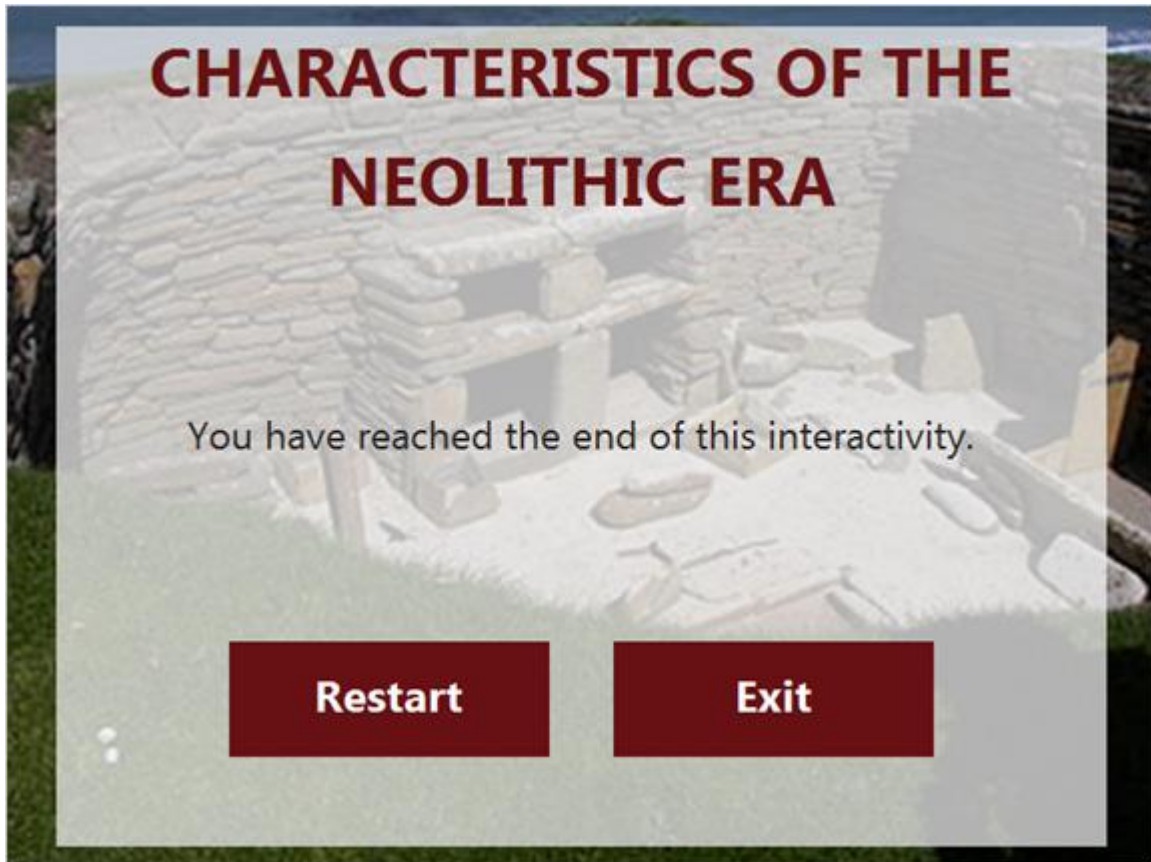 CHARACTERISTICS OF THE
NEOLITHIC ERA
You have reached the end of this interactivity.
Restart
Exit